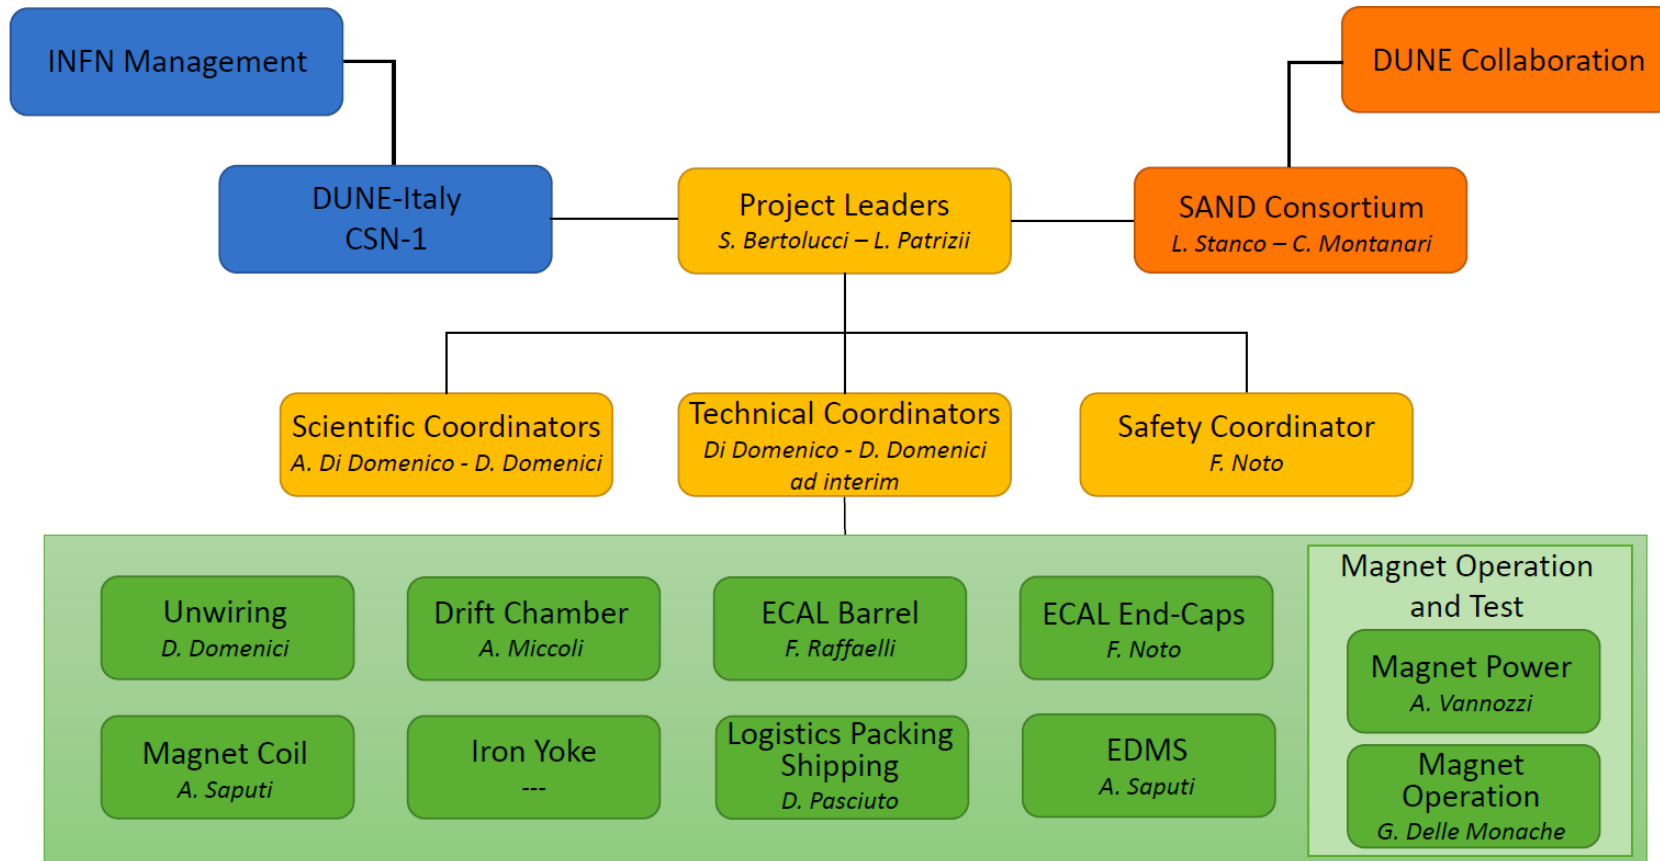 INFN Management
DUNE Collaboration
DUNE-Italy
CSN-1
Project Leaders
S. Bertolucci – L. Patrizii
SAND Consortium
L. Stanco – C. Montanari
Scientific Coordinators
A. Di Domenico - D. Domenici
Technical Coordinators
Di Domenico - D. Domenici
ad interim
Safety Coordinator
F. Noto
Unwiring
D. Domenici
Drift Chamber
A. Miccoli
ECAL Barrel
F. Raffaelli
ECAL End-Caps
F. Noto
Magnet Operation
and Test
Magnet Power
A. Vannozzi
Magnet Coil
A. Saputi
Iron Yoke
---
Logistics Packing
Shipping
D. Pasciuto
EDMS
A. Saputi
Magnet
Operation
G. Delle Monache